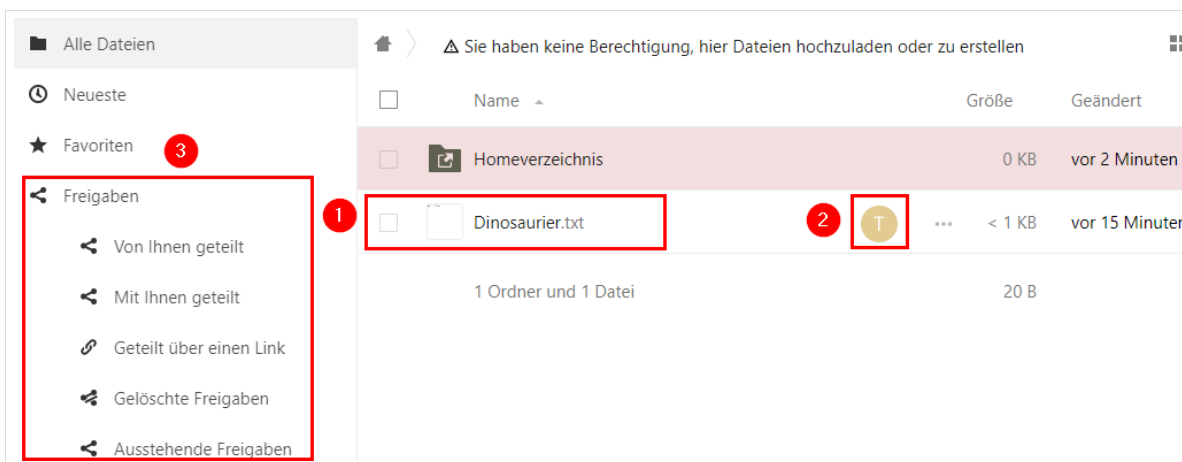 Alle Dateien
Sie haben keine Berechtigung, hier Dateien hochzuladen oder zu erstellen
Neueste
Name
Größe
Geändert
Favoriten
3
Homeverzeichnis
0 KB
vor 2 Minuten
Freigaben
1
Dinosaurier.txt
2
T
...
< 1 KB
vor 15 Minuten
Von Ihnen geteilt
Mit Ihnen geteilt
1 Ordner und 1 Datei
20 B
Geteilt über einen Link
Gelöschte Freigaben
Ausstehende Freigaben